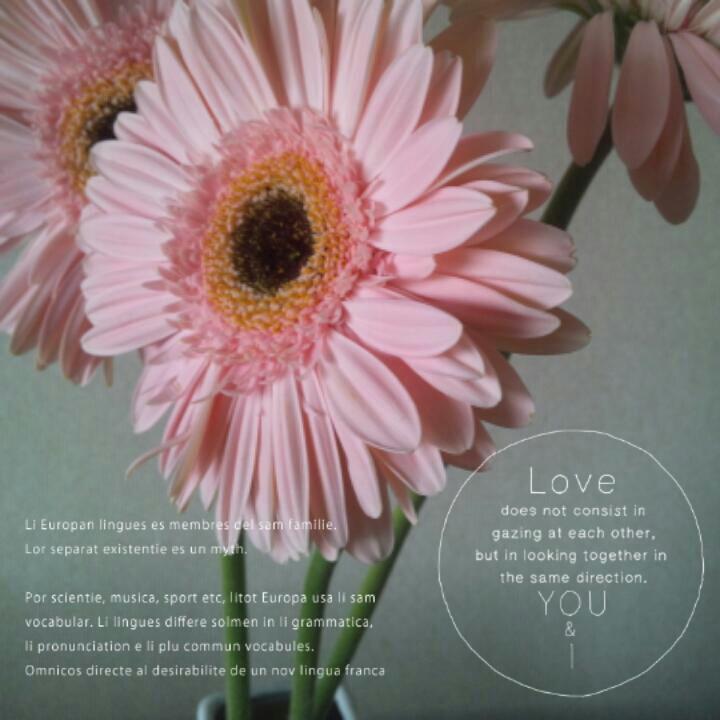 Li Europan lingues es membres del sam familie.
Lor separat existentie es un myth.
Por scientie, musica, sport etc, litot Europa usa li sam
vocabular. Li lingues differe solmen in li grammatica,
li pronunciation e li plu commun vocabules.
Omnicos directe al desirabilite de un nov lingua franca
Love
does not consist in
gazing at each other,
but in looking together in
the same direction.
YOU
&
I